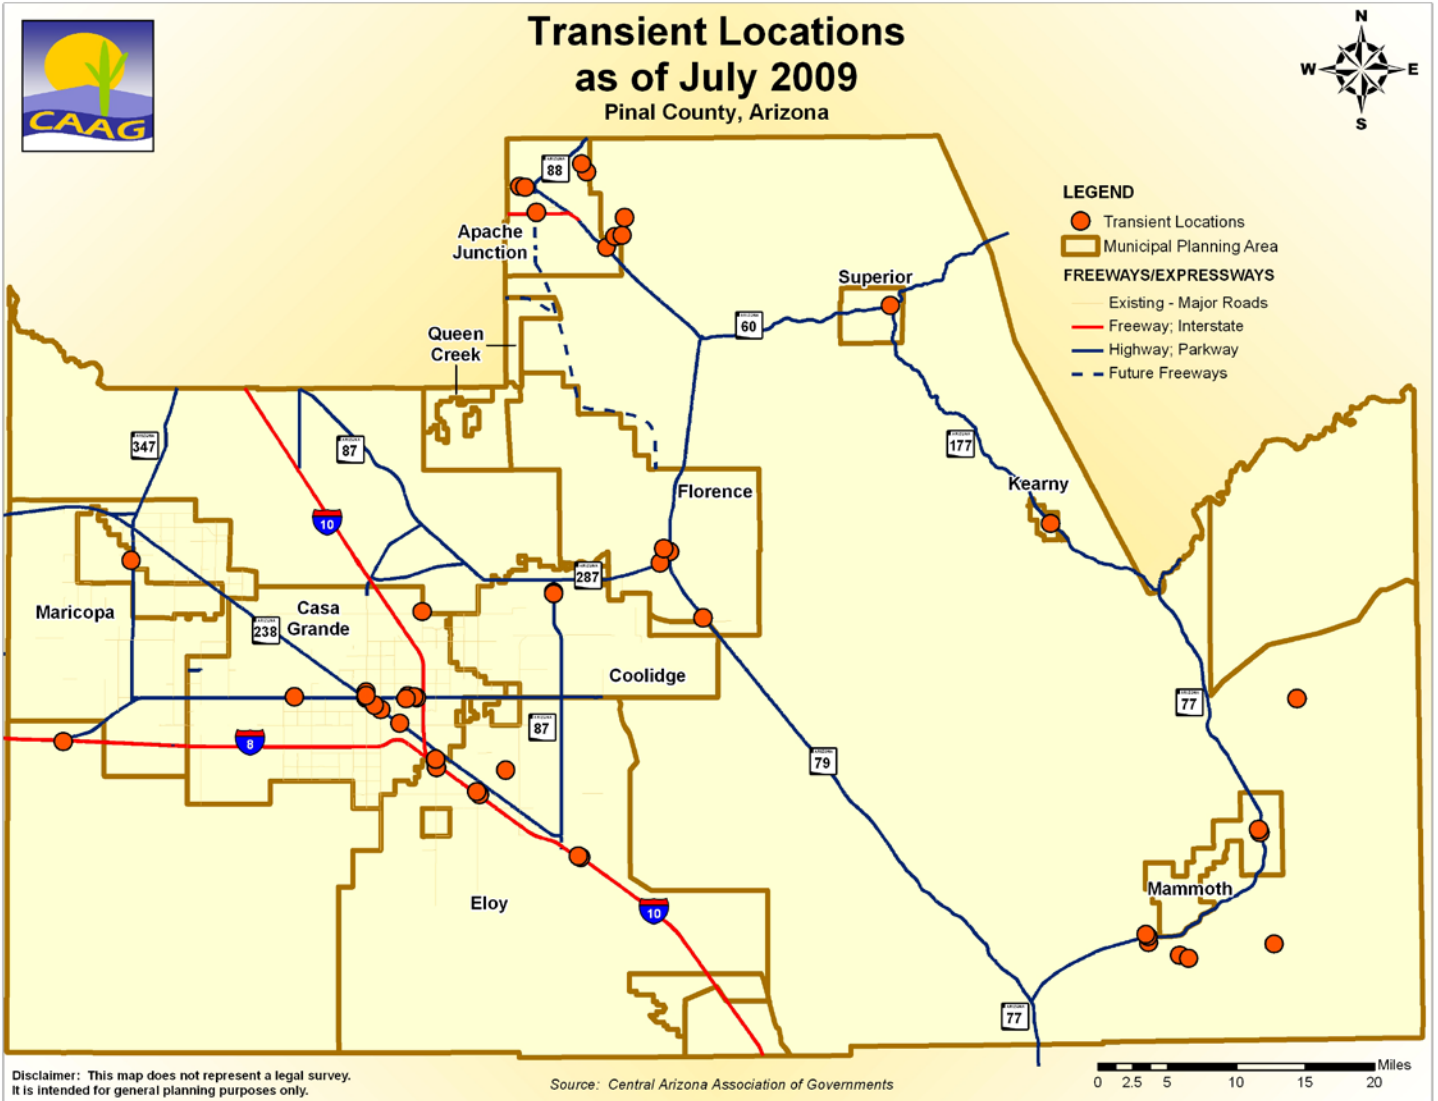 Transient Locations
as of July 2009
Pinal County, Arizona
CAAG
N
W
E
S
LEGEND
Transient Locations
Municipal Planning Area
FREEWAYS/EXPRESSWAYS
Existing - Major Roads
Freeway; Interstate
Highway; Parkway
Future Freeways
88
Apache
Junction
Superior
60
Queen
Creek
347
87
177
Kearny
Florence
10
287
Maricopa
Casa
Grande
238
Coolidge
77
87
8
79
Mammoth
Eloy
10
77
Disclaimer: This map does not represent a legal survey.
It is intended for general planning purposes only.
Source: Central Arizona Association of Governments
Miles
0 2.5 5 10 15 20